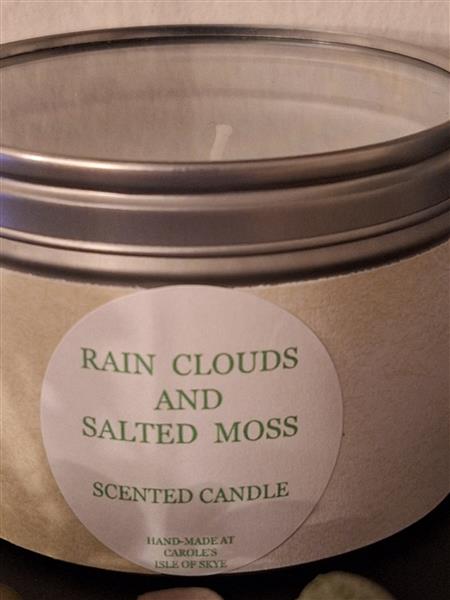 RAIN CLOUDS
AND
SALTED MOSS
SCENTED CANDLE
HAND-MADE AT
CAROLE'S
ISLE OF SKYE